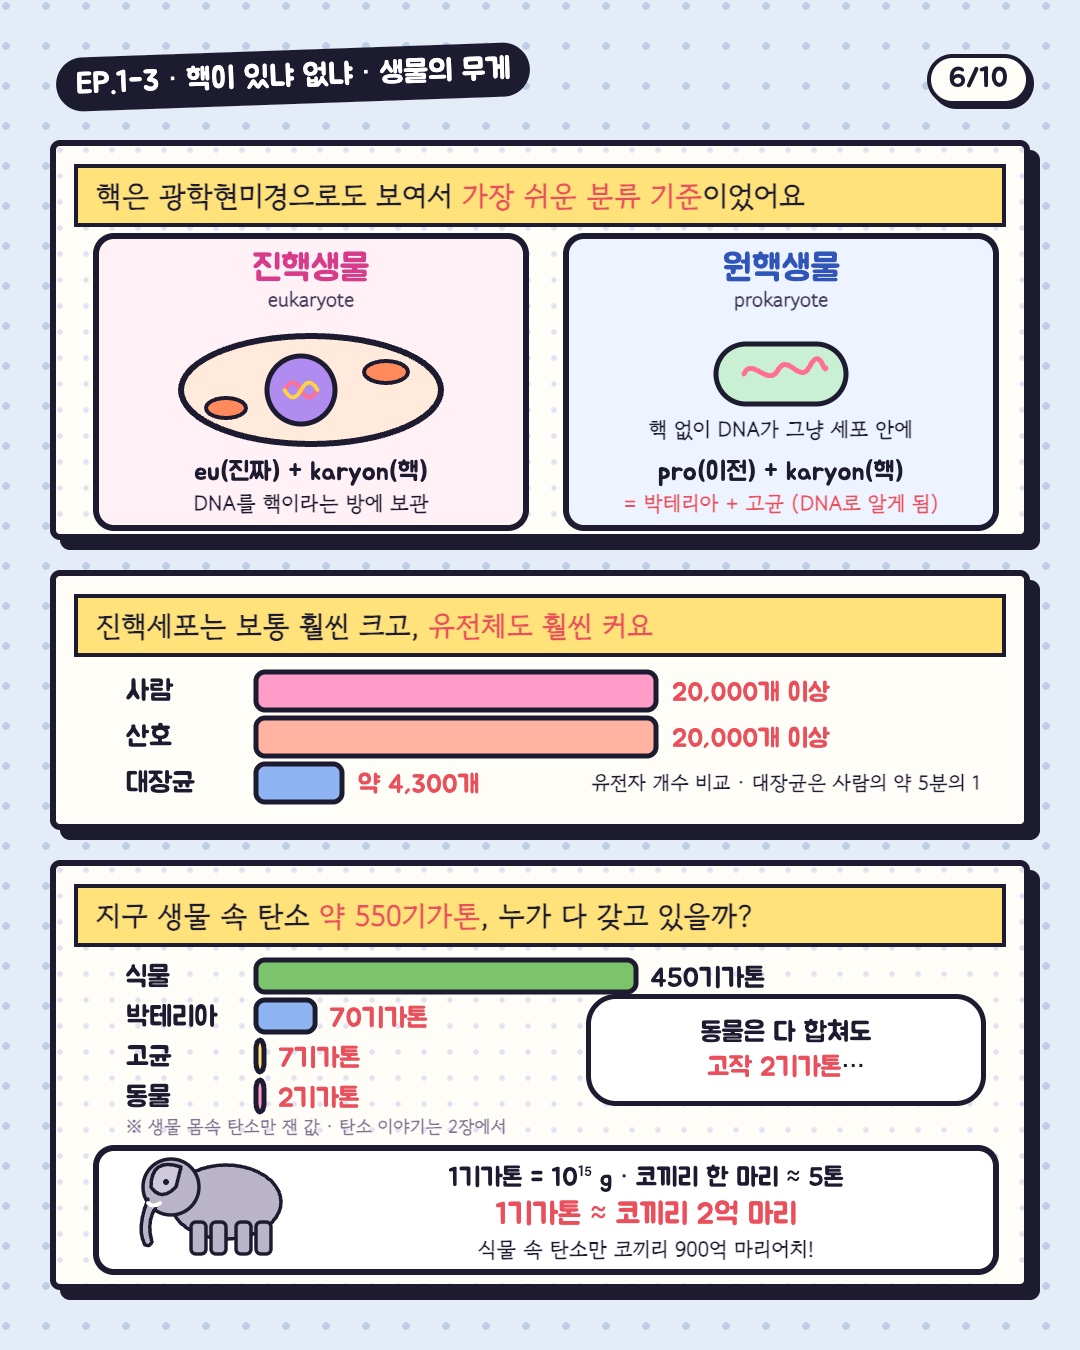 EP.1-3 · 핵이 있냐 없냐 · 생물의 무게
6/10
핵은 광학현미경으로도 보여서 가장 쉬운 분류 기준이었어요
진핵생물
eukaryote
eu(진짜) + karyon(핵)
DNA를 핵이라는 방에 보관
원핵생물
prokaryote
핵 없이 DNA가 그냥 세포 안에
pro(이전) + karyon(핵)
= 박테리아 + 고균 (DNA로 알게 됨)
진핵세포는 보통 훨씬 크고, 유전체도 훨씬 커요
사람 20,000개 이상
산호 20,000개 이상
대장균 약 4,300개 유전자 개수 비교 · 대장균은 사람의 약 5분의 1
지구 생물 속 탄소 약 550기가톤, 누가 다 갖고 있을까?
식물 450기가톤
박테리아 70기가톤
고균 7기가톤
동물 2기가톤
동물은 다 합쳐도
고작 2기가톤…
※ 생물 몸속 탄소만 잰 값 · 탄소 이야기는 2장에서
1기가톤 = 10¹⁵ g · 코끼리 한 마리 ≈ 5톤
1기가톤 ≈ 코끼리 2억 마리
식물 속 탄소만 코끼리 900억 마리어치!